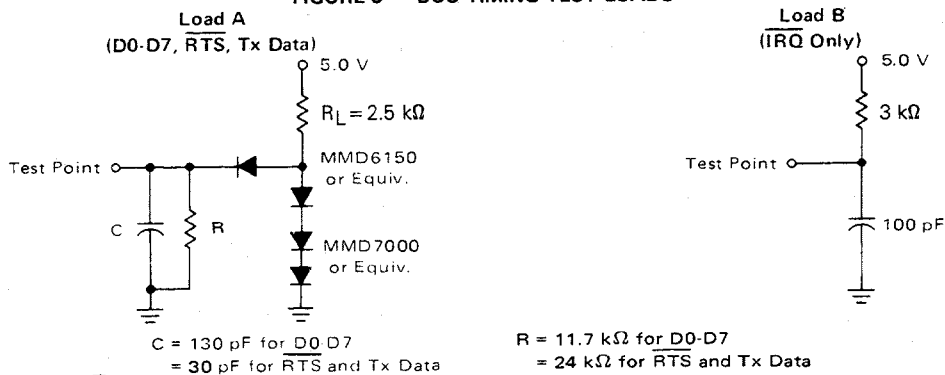 Load A
(D0-D7, RTS, Tx Data)
5.0 V
RL = 2.5 kΩ
Test Point
MMD6150
or Equiv.
C
R
MMD7000
or Equiv.
C = 130 pF for D0-D7
= 30 pF for RTS and Tx Data
R = 11.7 kΩ for D0-D7
= 24 kΩ for RTS and Tx Data
Load B
(IRQ Only)
5.0 V
3 kΩ
Test Point
100 pF